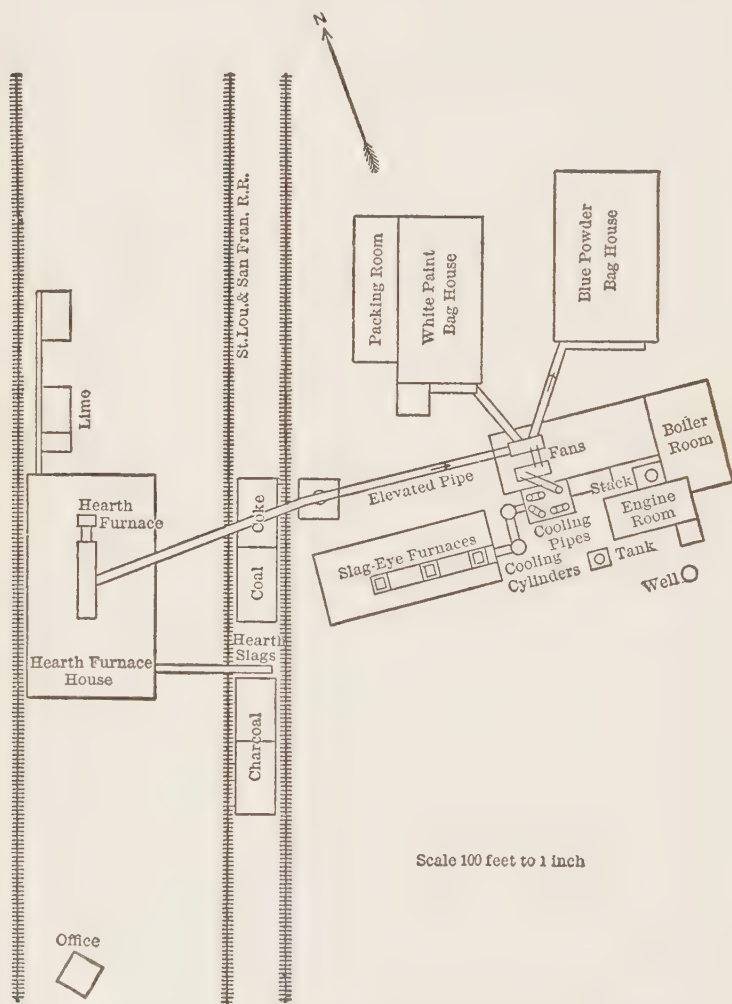 N
St. Lou. & San Fran. R.R.
Packing Room
White Paint
Bag House
Blue Powder
Bag House
Lime
Hearth
Furnace
Coke
Elevated Pipe
Fans
Boiler
Room
Stack
Engine
Room
Cooling
Pipes
Slag-Eye Furnaces
Cooling
Cylinders
Tank
Well
Coal
Hearth
Slags
Hearth Furnace
House
Charcoal
Scale 100 feet to 1 inch
Office